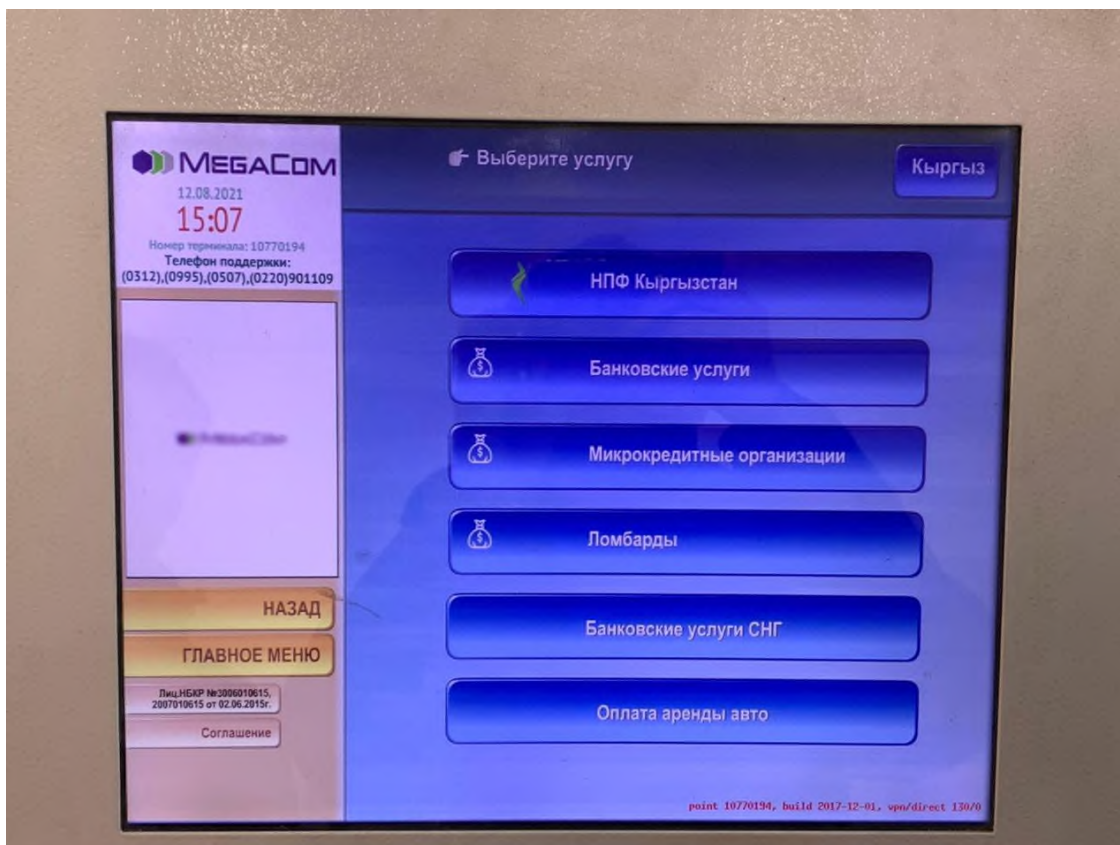 MEGACOM
12.08.2021
15:07
Номер терминала: 10770194
Телефон поддержки:
(0312),(0995),(0507),(0220)901109
Выберите услугу
Кыргыз
НПФ Кыргызстан
Банковские услуги
Микрокредитные организации
Ломбарды
Банковские услуги СНГ
Оплата аренды авто
НАЗАД
ГЛАВНОЕ МЕНЮ
Лиц.НБКР №3006010615,
2007010615 от 02.06.2015г.
Соглашение
point 10770194, build 2017-12-01, vpn/direct 130/0